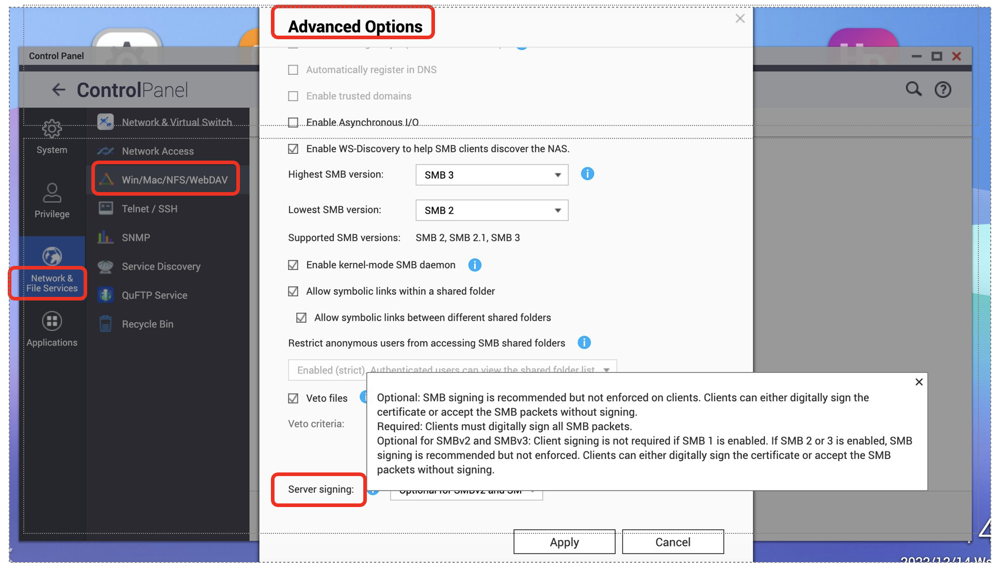 Advanced Options
Control Panel
ControlPanel
System
Privilege
Network &
File Services
Applications
Network & Virtual Switch
Network Access
Win/Mac/NFS/WebDAV
Telnet / SSH
SNMP
Service Discovery
QuFTP Service
Recycle Bin
Automatically register in DNS
Enable trusted domains
Enable Asynchronous I/O
Enable WS-Discovery to help SMB clients discover the NAS.
Highest SMB version: SMB 3
Lowest SMB version: SMB 2
Supported SMB versions: SMB 2, SMB 2.1, SMB 3
Enable kernel-mode SMB daemon
Allow symbolic links within a shared folder
Allow symbolic links between different shared folders
Restrict anonymous users from accessing SMB shared folders
Enabled (strict). Authenticated users can view the shared folder list
Veto files
Veto criteria:
Optional: SMB signing is recommended but not enforced on clients. Clients can either digitally sign the
certificate or accept the SMB packets without signing.
Required: Clients must digitally sign all SMB packets.
Optional for SMBv2 and SMBv3: Client signing is not required if SMB 1 is enabled. If SMB 2 or 3 is enabled, SMB
signing is recommended but not enforced. Clients can either digitally sign the certificate or accept the SMB
packets without signing.
Server signing: Optional for SMBv2 and SM
Apply Cancel
2022/12/14 We